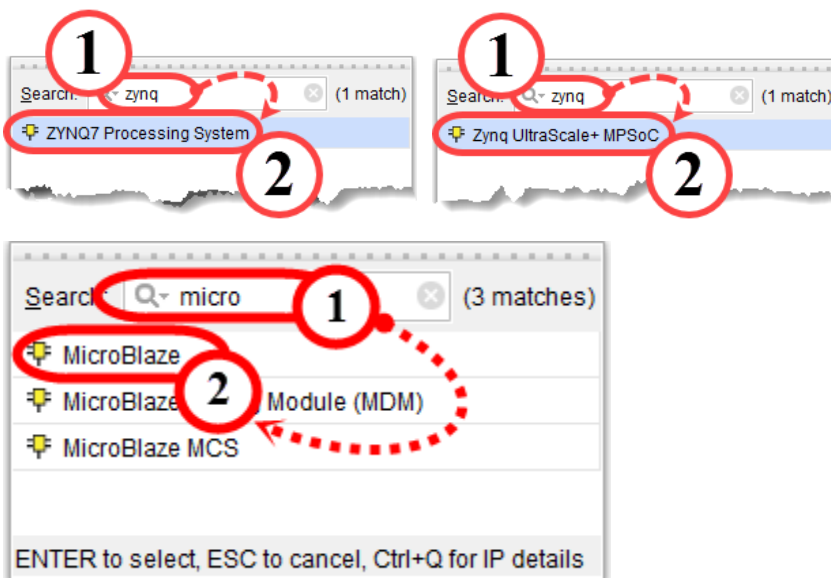 1
1
Search: zynq (1 match)
Search: zynq (1 match)
ZYNQ7 Processing System
Zynq UltraScale+ MPSoC
2
2
Search: micro 1 (3 matches)
MicroBlaze
2
MicroBlaze Module (MDM)
MicroBlaze MCS
ENTER to select, ESC to cancel, Ctrl+Q for IP details